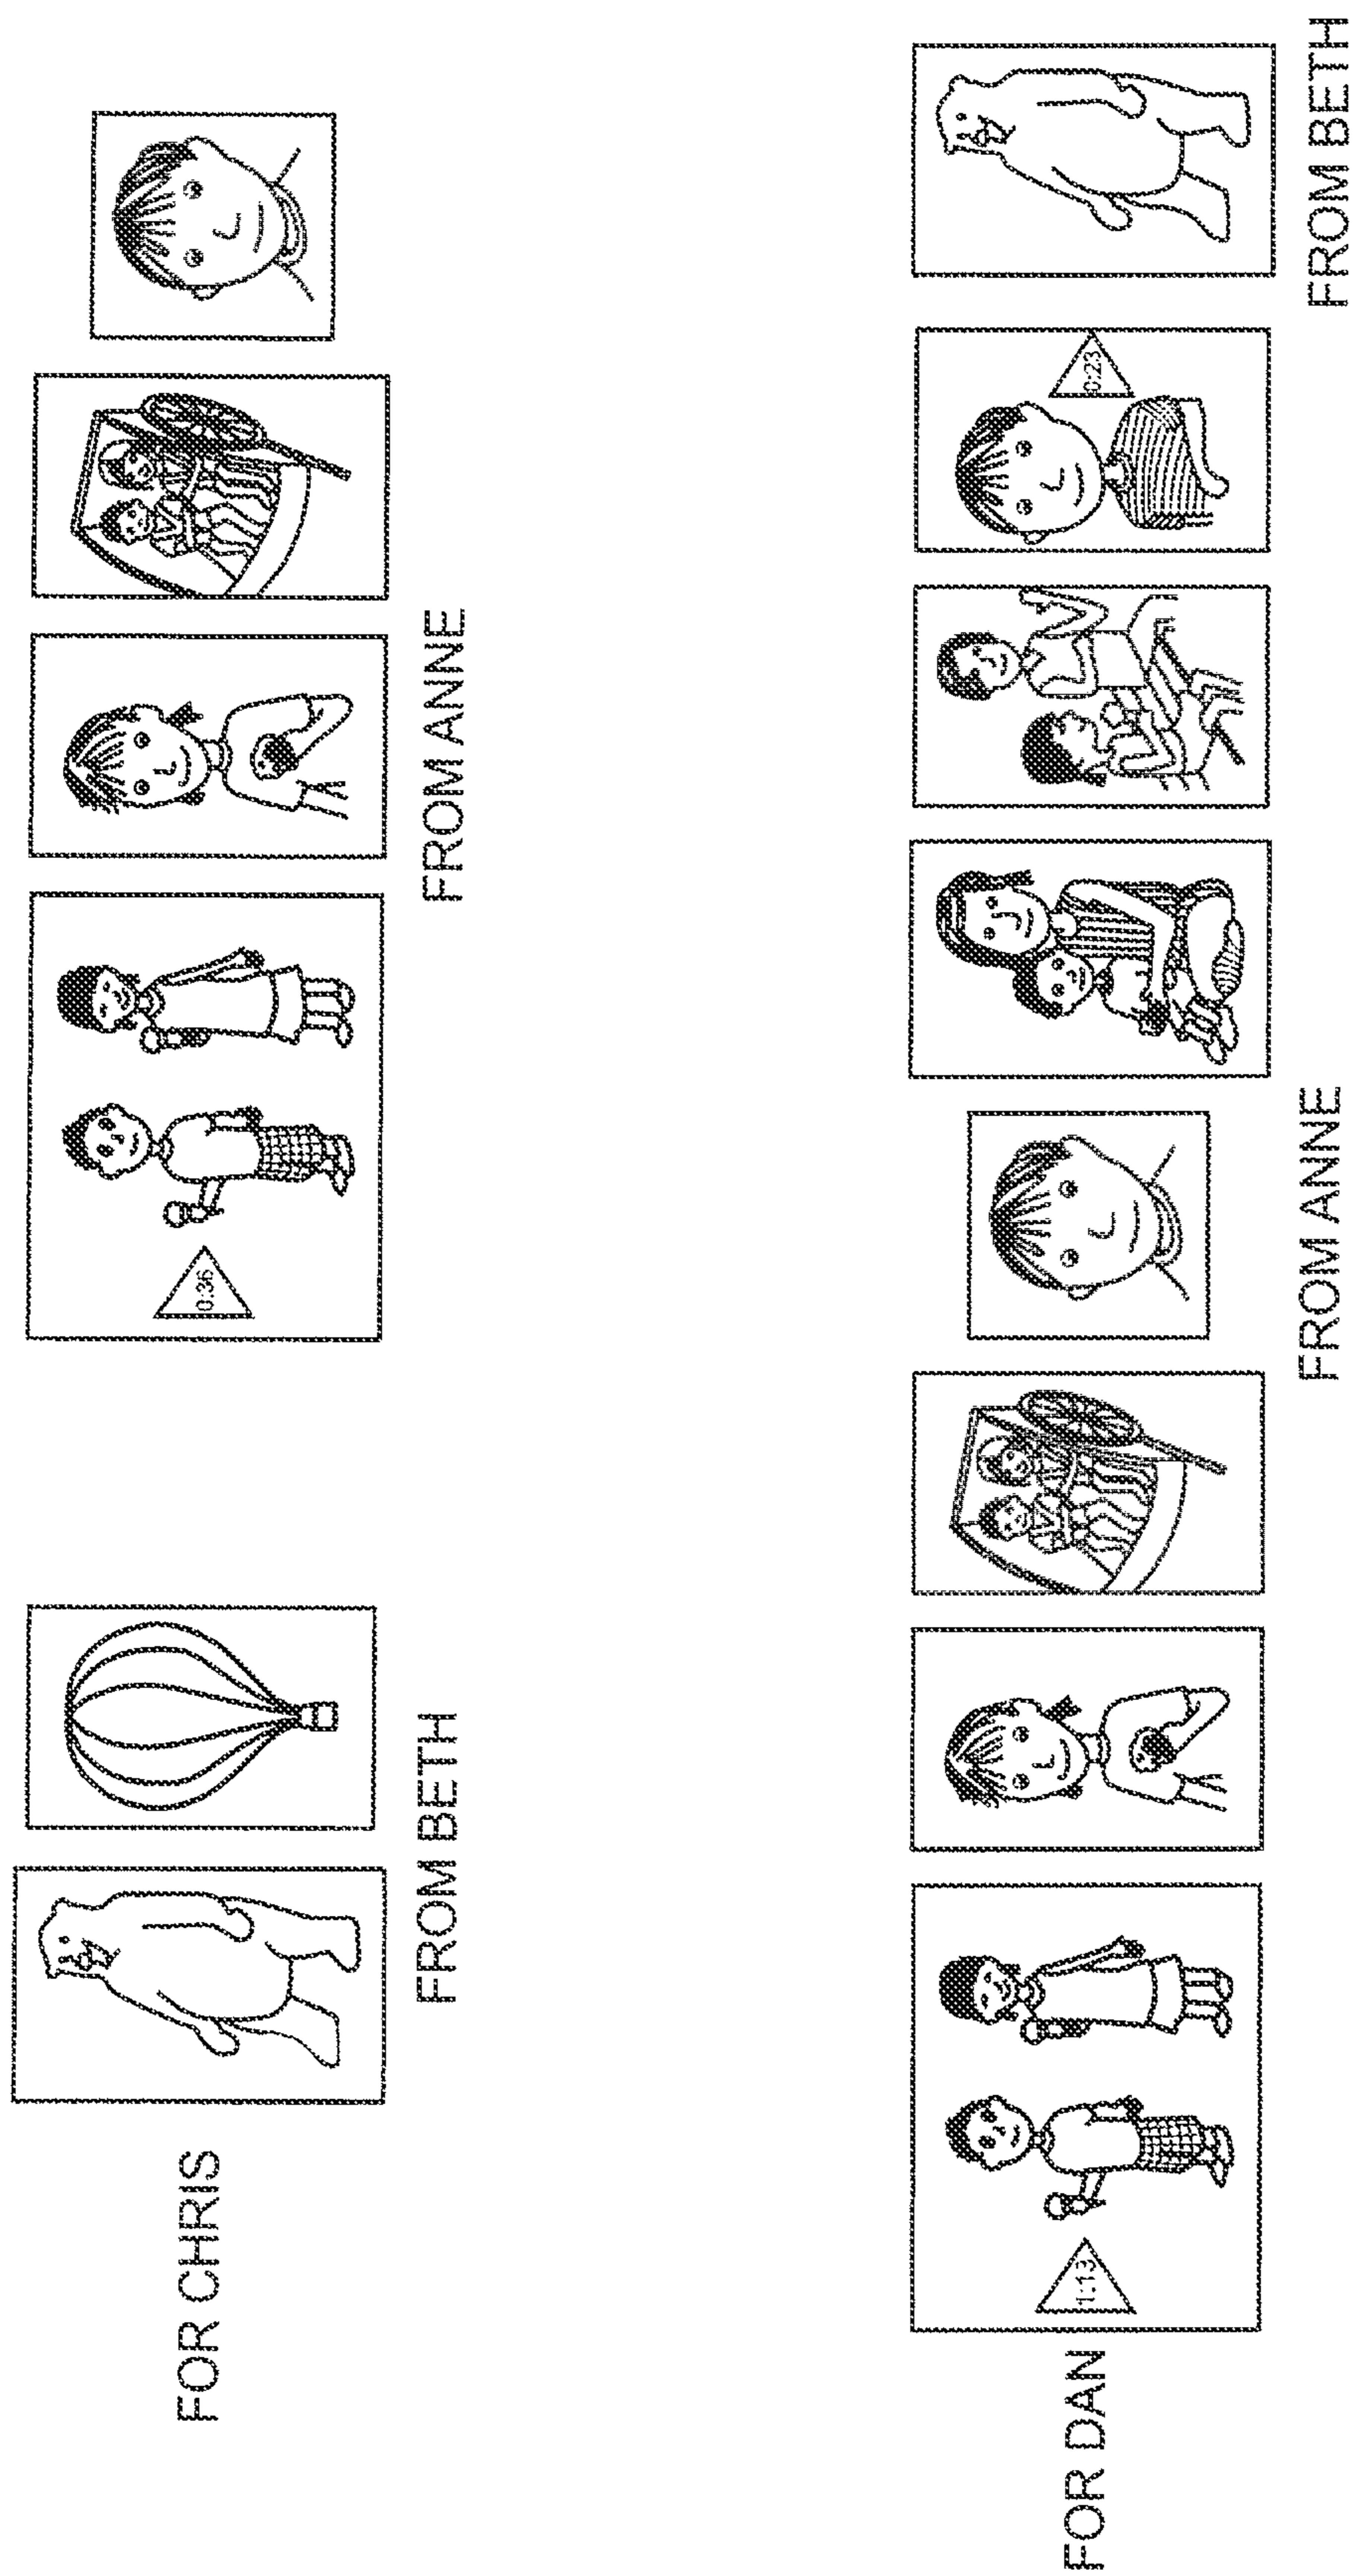 FOR CHRIS
FROM BETH
0:36
FROM ANNE
FOR DAN
1:13
FROM ANNE
0:23
FROM BETH